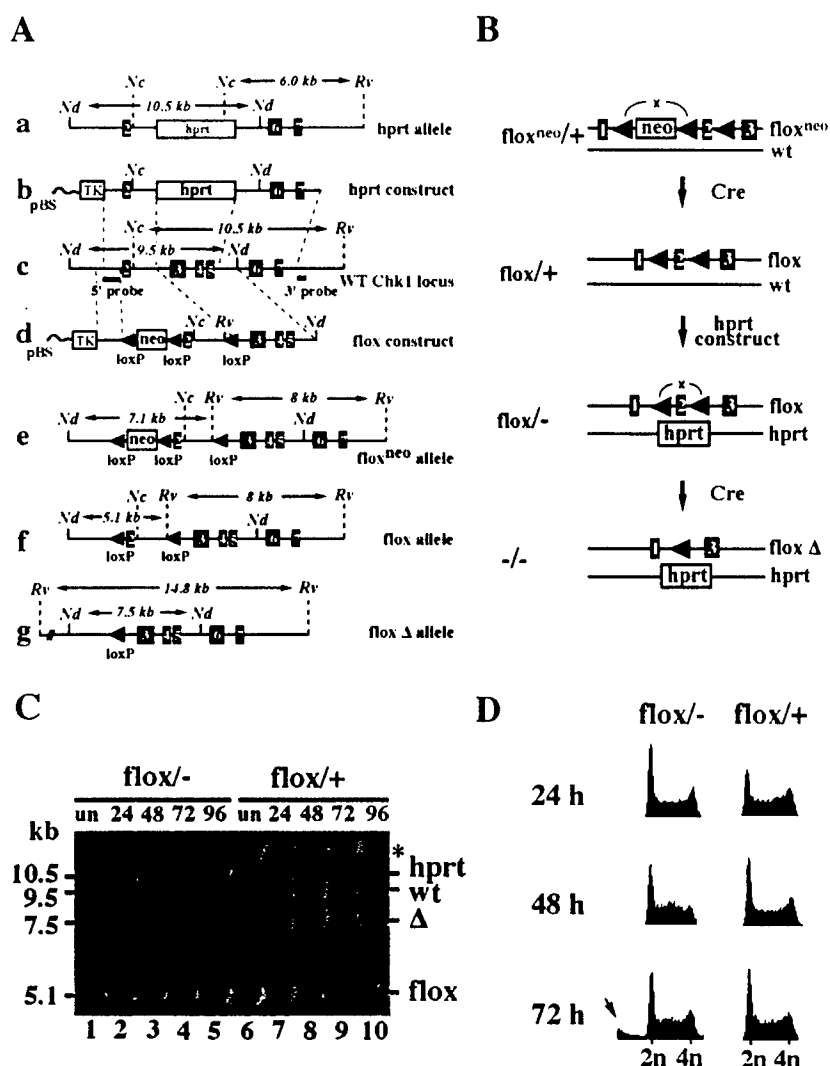 A
Nc Nc 6.0 kb Rv
Nd 10.5 kb Nd
a hprt hprt allele
Nc Nd
b pBS TK hprt hprt construct
Nc 10.5 kb Rv
Nd 9.5 kb Nd
c 5' probe 3' probe WT Chk1 locus
Nc Rv Nd
d pBS TK neo flox construct
loxP loxP loxP
Nc Rv 8 kb Rv
Nd 7.1 kb Nd
e neo
loxP loxP loxP flox neo allele
Nc Rv 8 kb Rv
Nd 5.1 kb Nd
f loxP loxP flox allele
Rv 14.8 kb Rv
Nd 7.5 kb Nd
g loxP flox Δ allele
B
x
flox neo/+ neo 3 flox neo
wt
Cre
flox/+ 3 flox
wt
hprt
construct
x
flox/- 3 flox
hprt hprt
Cre
-/- 3 flox Δ
hprt hprt
C
flox/- flox/+
un 24 48 72 96 un 24 48 72 96
kb
*
10.5 hprt
9.5 wt
7.5 Δ
5.1 flox
1 2 3 4 5 6 7 8 9 10
D
flox/- flox/+
24 h
48 h
72 h
2n 4n 2n 4n